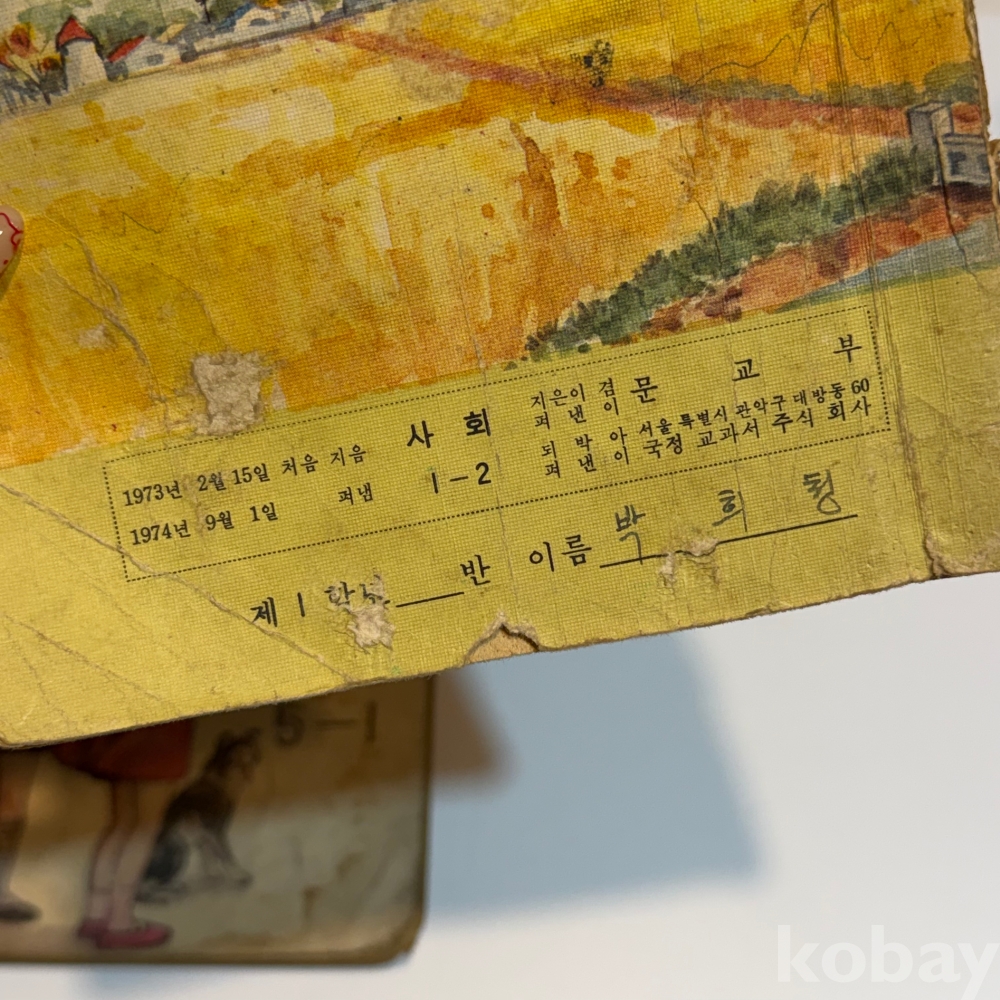 1973년 2월 15일 처음 지음
1974년 9월 1일 펴냄
사 회
1-2
지은이 겸
펴 낸 이
문 교 부
되 박 아 서울 특별시 관악구 대방동 60
펴 낸 이 국정 교과서 주식 회사
제 1 학년 반 이름 박 희
5-1
kobay